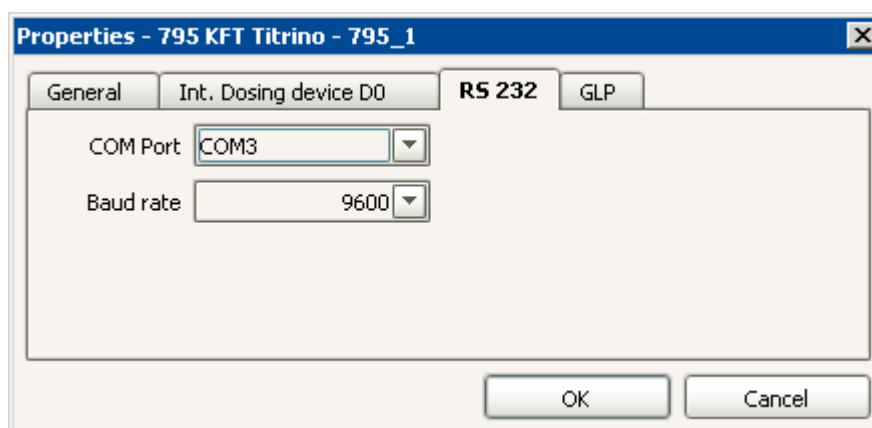 Properties - 795 KFT Titrino - 795_1
General Int. Dosing device D0 RS 232 GLP
COM Port COM3
Baud rate 9600
OK Cancel